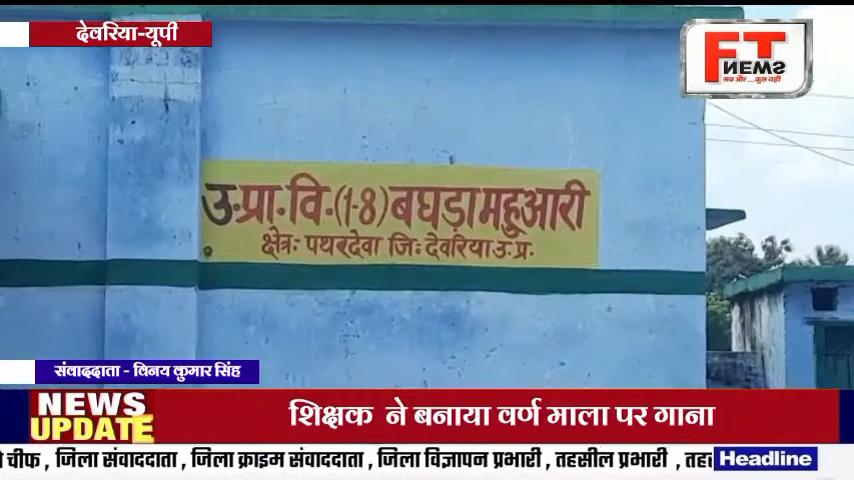 देवरिया-यूपी
FT
NEWS
सच और ... कुछ नही
उ.प्रा.वि.(1-8) बघड़ा महुआरी
क्षेत्र: पथरदेवा जि: देवरिया उ.प्र.
संवाददाता - विनय कुमार सिंह
NEWS
UPDATE
शिक्षक ने बनाया वर्ण माला पर गाना
चीफ , जिला संवाददाता , जिला क्राइम संवाददाता , जिला विज्ञापन प्रभारी , तहसील प्रभारी ,
Headline